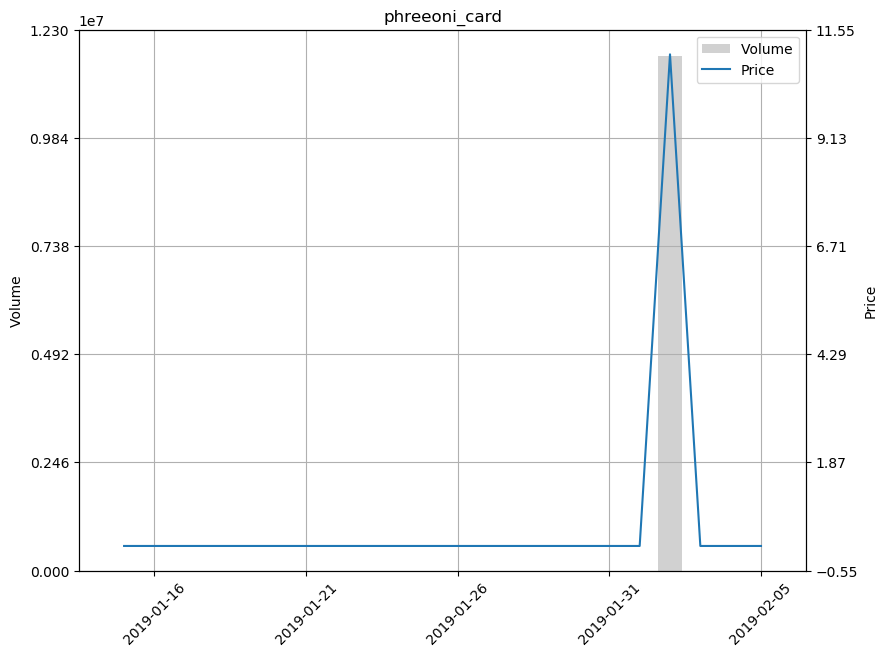 phreeoni_card
1e7
1.230
0.984
0.738
0.492
0.246
0.000
Volume
11.55
9.13
6.71
4.29
1.87
−0.55
Price
Volume
Price
2019-01-16
2019-01-21
2019-01-26
2019-01-31
2019-02-05